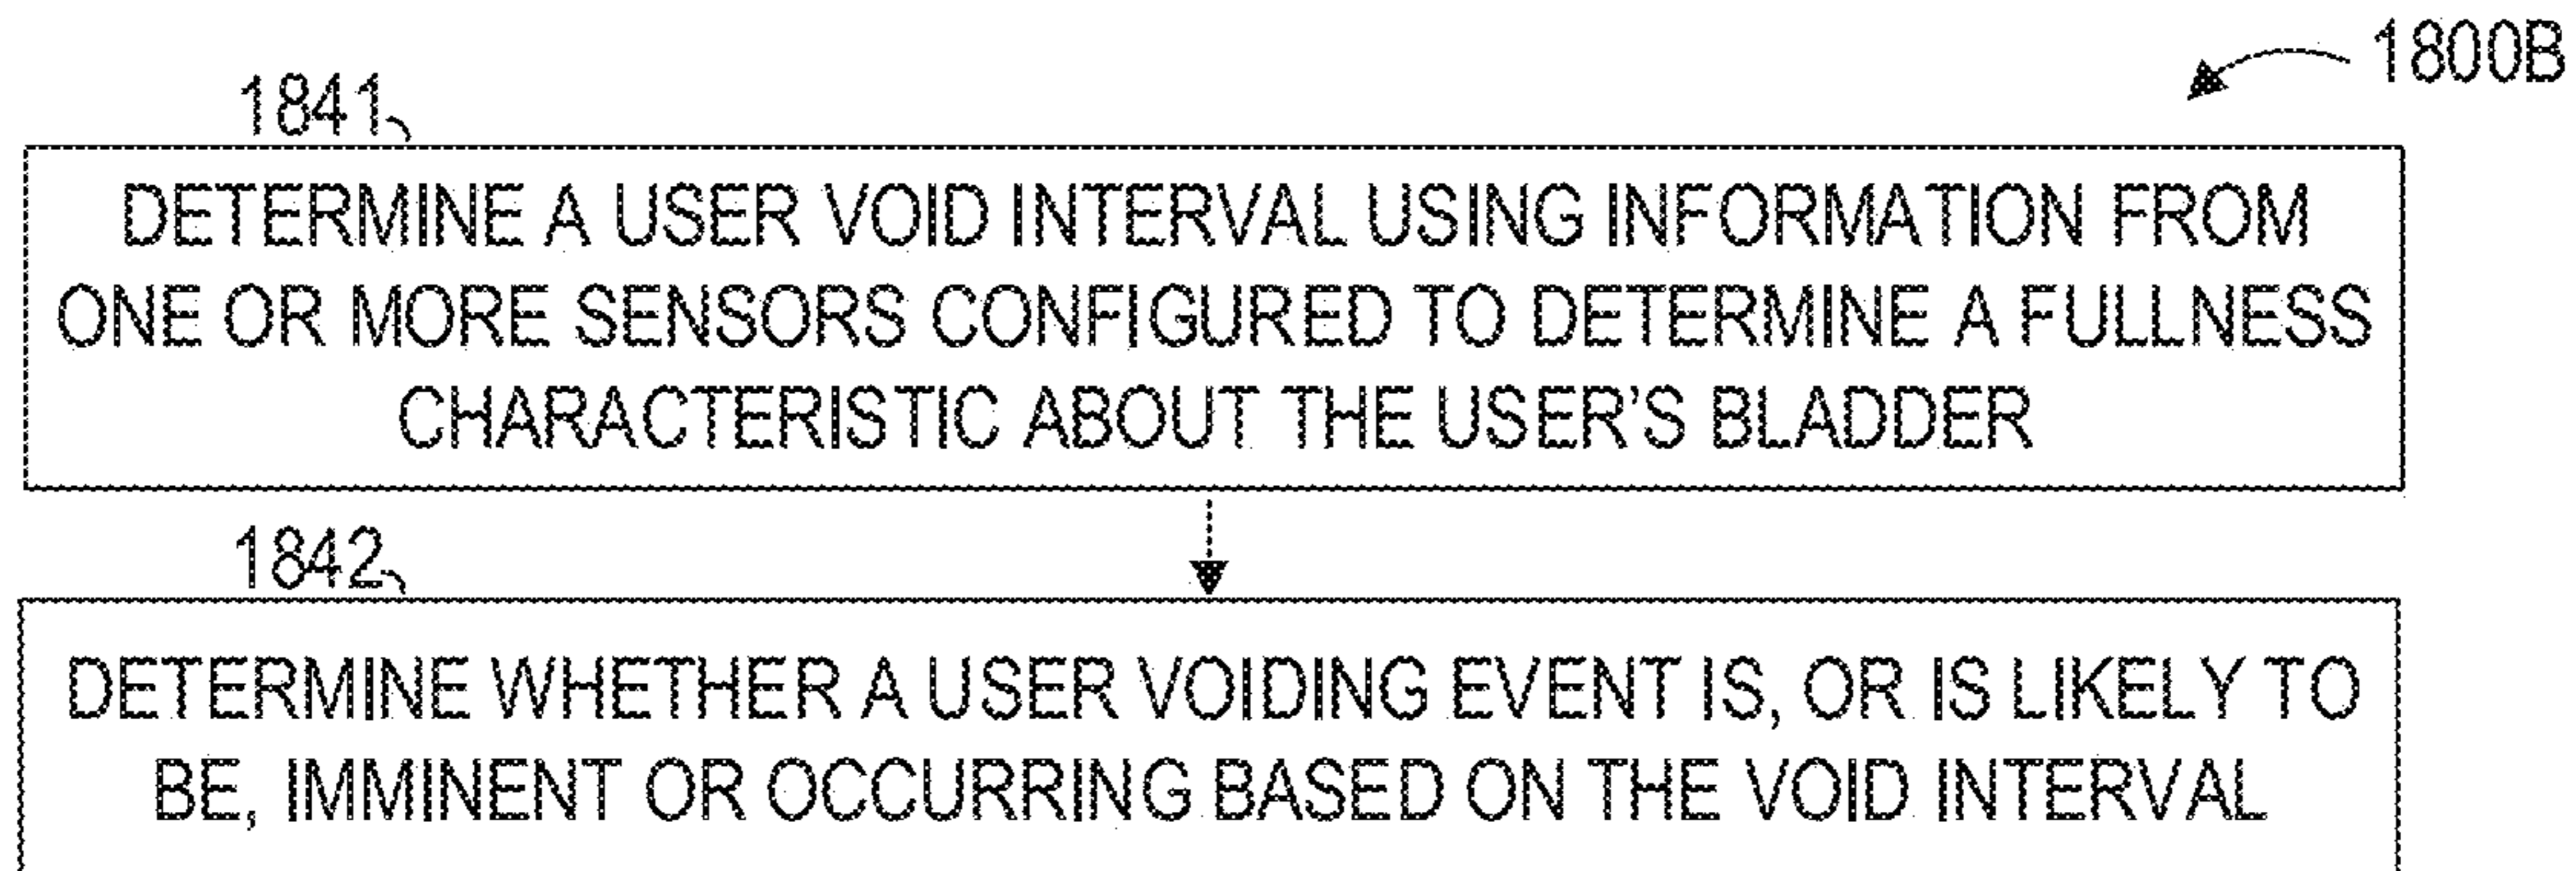 1800B
1841
DETERMINE A USER VOID INTERVAL USING INFORMATION FROM
ONE OR MORE SENSORS CONFIGURED TO DETERMINE A FULLNESS
CHARACTERISTIC ABOUT THE USER'S BLADDER
1842
DETERMINE WHETHER A USER VOIDING EVENT IS, OR IS LIKELY TO
BE, IMMINENT OR OCCURRING BASED ON THE VOID INTERVAL